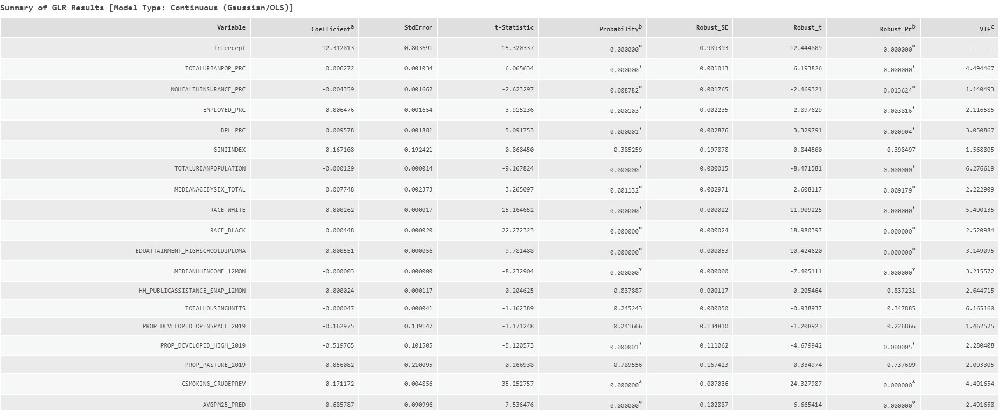 Summary of GLR Results [Model Type: Continuous (Gaussian/OLS)]
Variable Coefficient^a StdError t-Statistic Probability^b Robust_SE Robust_t Robust_Pr^b VIF^c
Intercept 12.312813 0.803691 15.320337 0.000000* 0.989393 12.444809 0.000000* --------
TOTALURBANPOP_PRC 0.006272 0.001034 6.065634 0.000000* 0.001013 6.193826 0.000000* 4.494467
NOHEALTHINSURANCE_PRC -0.004359 0.001662 -2.623297 0.008782* 0.001765 -2.469321 0.013624* 1.140493
EMPLOYED_PRC 0.006476 0.001654 3.915236 0.000103* 0.002235 2.897629 0.003816* 2.116585
BPL_PRC 0.009578 0.001881 5.091753 0.000001* 0.002876 3.329791 0.000904* 3.050867
GINIINDEX 0.167108 0.192421 0.868450 0.385259 0.197878 0.844500 0.398497 1.568805
TOTALURBANPOPULATION -0.000129 0.000014 -9.167824 0.000000* 0.000015 -8.471581 0.000000* 6.276619
MEDIANAGEBYSEX_TOTAL 0.007748 0.002373 3.265097 0.001132* 0.002971 2.608117 0.009179* 2.222909
RACE_WHITE 0.000262 0.000017 15.164652 0.000000* 0.000022 11.909225 0.000000* 5.490135
RACE_BLACK 0.000448 0.000020 22.272323 0.000000* 0.000024 18.980397 0.000000* 2.520984
EDUATTAINMENT_HIGHSCHOOLDIPLOMA -0.000551 0.000056 -9.781488 0.000000* 0.000053 -10.424620 0.000000* 3.149095
MEDIANHHINCOME_12MON -0.000003 0.000000 -8.232904 0.000000* 0.000000 -7.405111 0.000000* 3.215572
HH_PUBLICASSISTANCE_SNAP_12MON -0.000024 0.000117 -0.204625 0.837887 0.000117 -0.205464 0.837231 2.644715
TOTALHOUSINGUNITS -0.000047 0.000041 -1.162389 0.245243 0.000050 -0.938937 0.347885 6.165160
PROP_DEVELOPED_OPENSPACE_2019 -0.162975 0.139147 -1.171248 0.241666 0.134810 -1.208923 0.226866 1.462525
PROP_DEVELOPED_HIGH_2019 -0.519765 0.101505 -5.120573 0.000001* 0.111062 -4.679942 0.000005* 2.280408
PROP_PASTURE_2019 0.056082 0.210095 0.266938 0.789556 0.167423 0.334974 0.737699 2.093305
CSMOKING_CRUDEPREV 0.171172 0.004856 35.252757 0.000000* 0.007036 24.327987 0.000000* 4.491654
AVGPM25_PRED -0.685787 0.090996 -7.536476 0.000000* 0.102887 -6.665414 0.000000* 2.491658